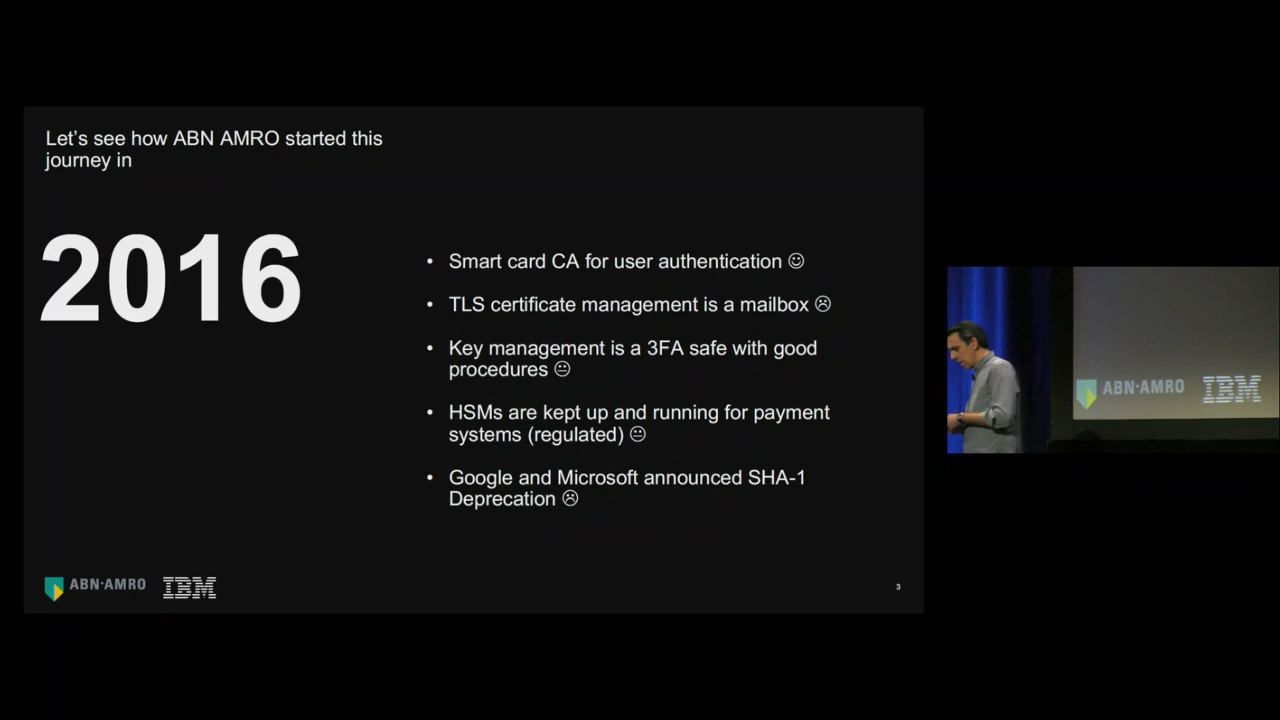 Let's see how ABN AMRO started this
journey in
2016
• Smart card CA for user authentication ☺
• TLS certificate management is a mailbox ☹
• Key management is a 3FA safe with good
procedures 😐
• HSMs are kept up and running for payment
systems (regulated) 😐
• Google and Microsoft announced SHA-1
Deprecation ☹
ABN·AMRO IBM
3
ABN·AMRO IBM